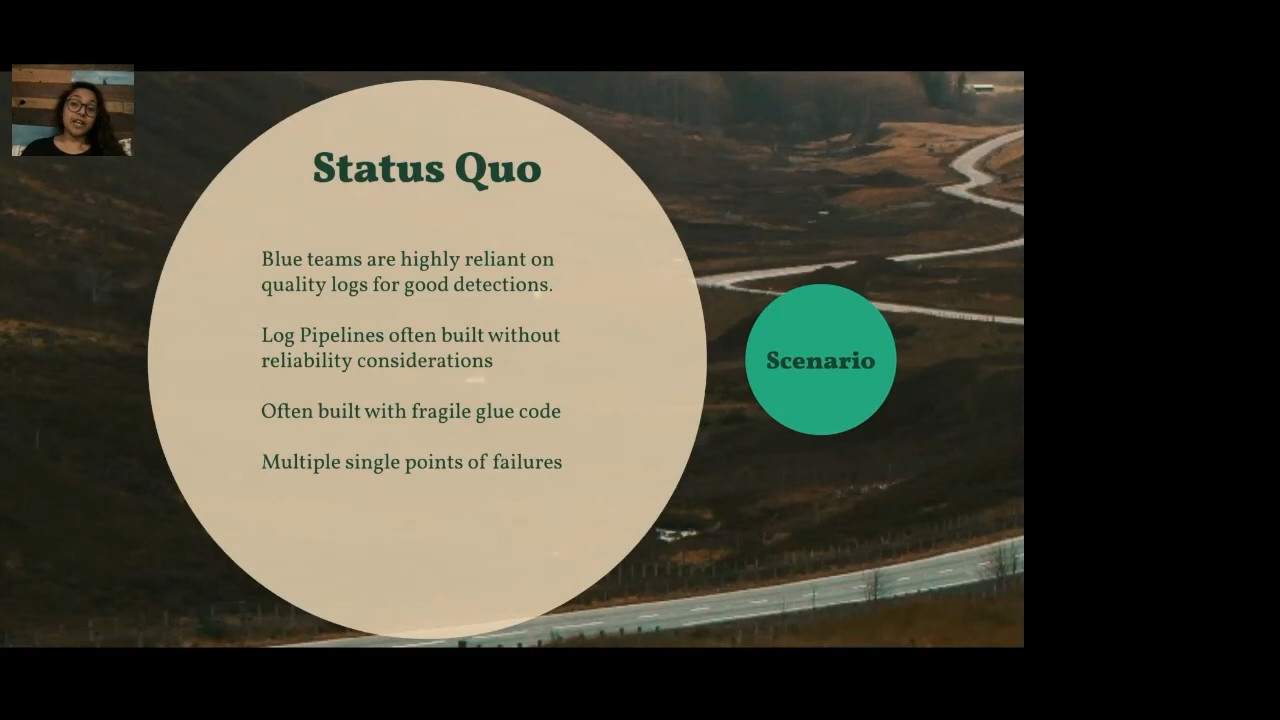 Status Quo
Blue teams are highly reliant on
quality logs for good detections.
Log Pipelines often built without
reliability considerations
Often built with fragile glue code
Multiple single points of failures
Scenario